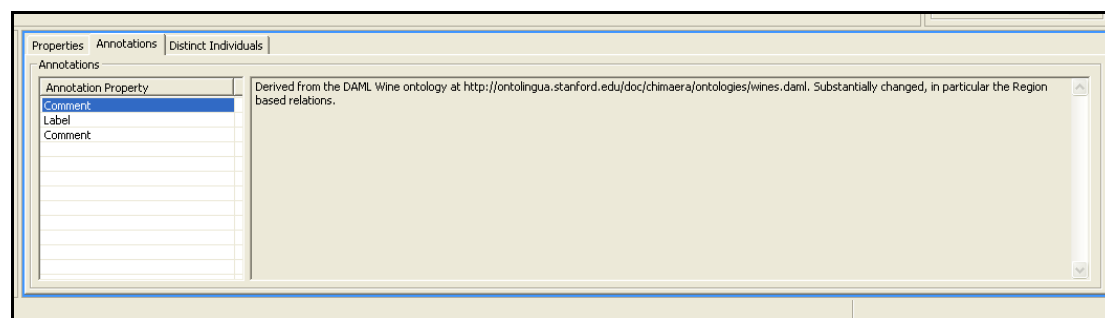 Properties Annotations Distinct Individuals
Annotations
Annotation Property
Comment
Label
Comment
Derived from the DAML Wine ontology at http://ontolingua.stanford.edu/doc/chimaera/ontologies/wines.daml. Substantially changed, in particular the Region
based relations.